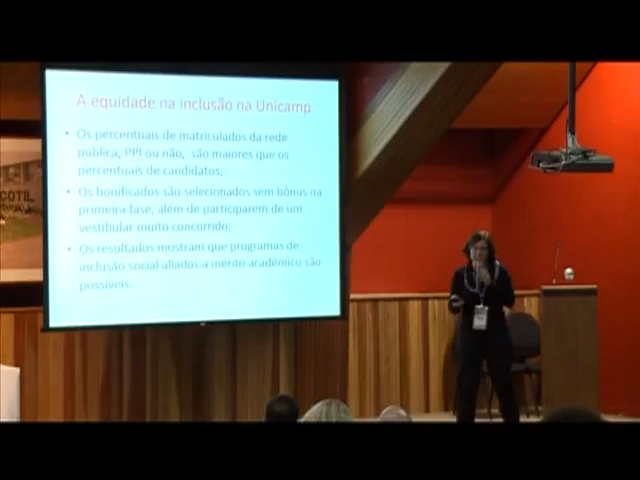 A equidade na inclusão na Unicamp
• Os percentuais de matriculados da rede
pública, PPI ou não, são maiores que os
percentuais de candidatos;
• Os bonificados são selecionados sem bônus na
primeira fase, além de participarem de um
vestibular muito concorrido;
• Os resultados mostram que programas de
inclusão social aliados a mérito acadêmico são
possíveis.
COTIL